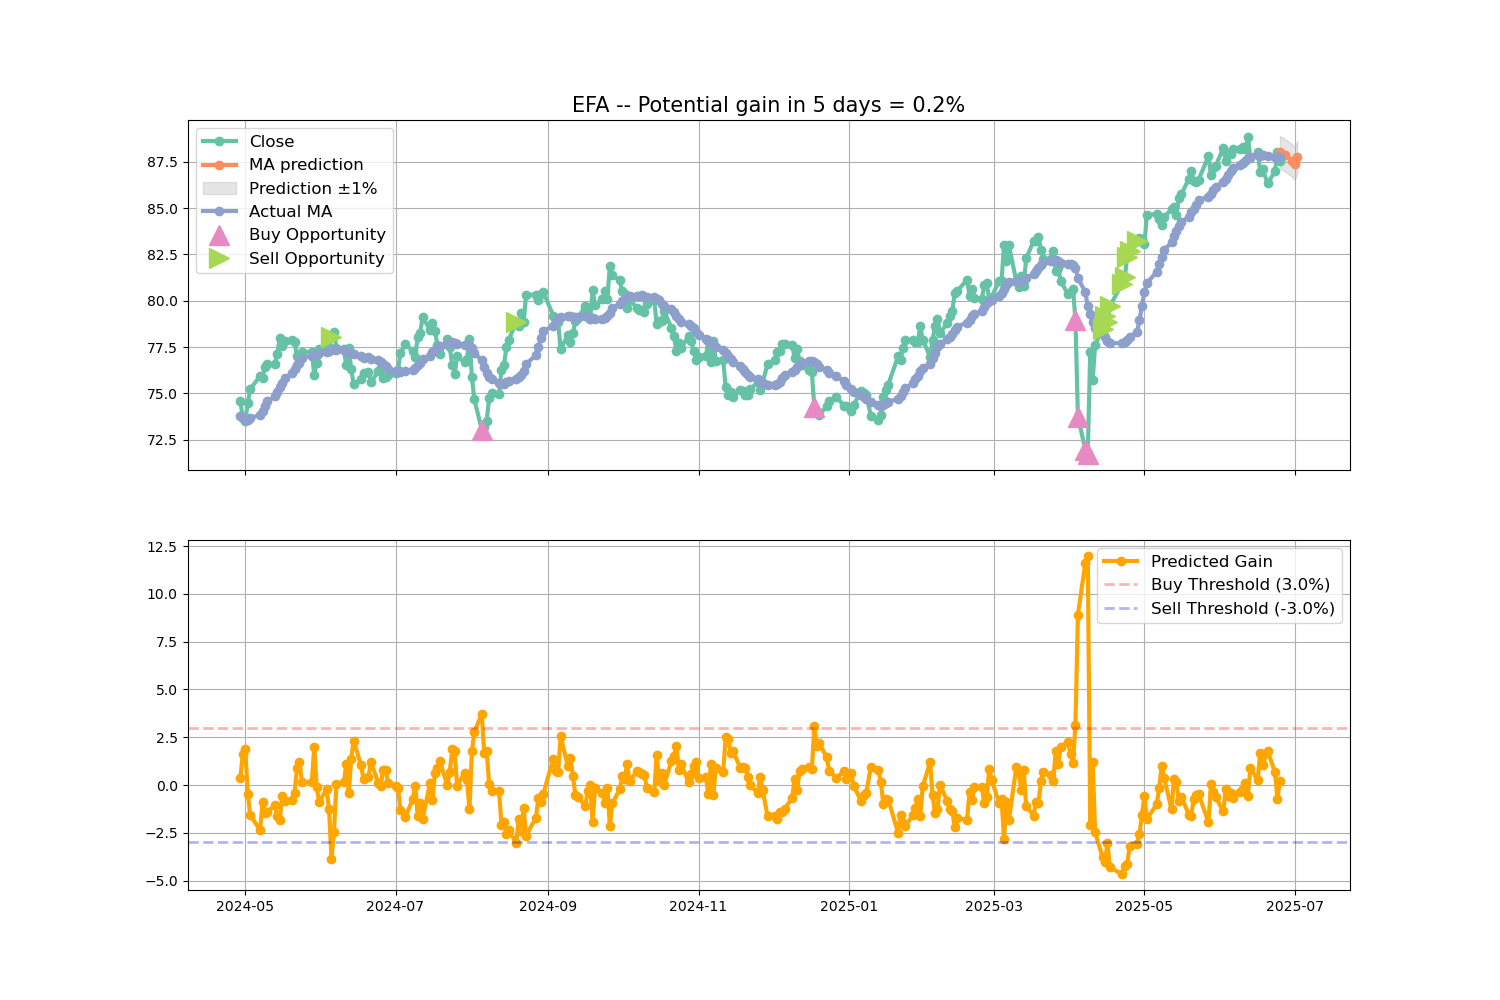 EFA -- Potential gain in 5 days = 0.2%
Close
MA prediction
Prediction ±1%
Actual MA
Buy Opportunity
Sell Opportunity
87.5
85.0
82.5
80.0
77.5
75.0
72.5
Predicted Gain
Buy Threshold (3.0%)
Sell Threshold (-3.0%)
12.5
10.0
7.5
5.0
2.5
0.0
−2.5
−5.0
2024-05 2024-07 2024-09 2024-11 2025-01 2025-03 2025-05 2025-07